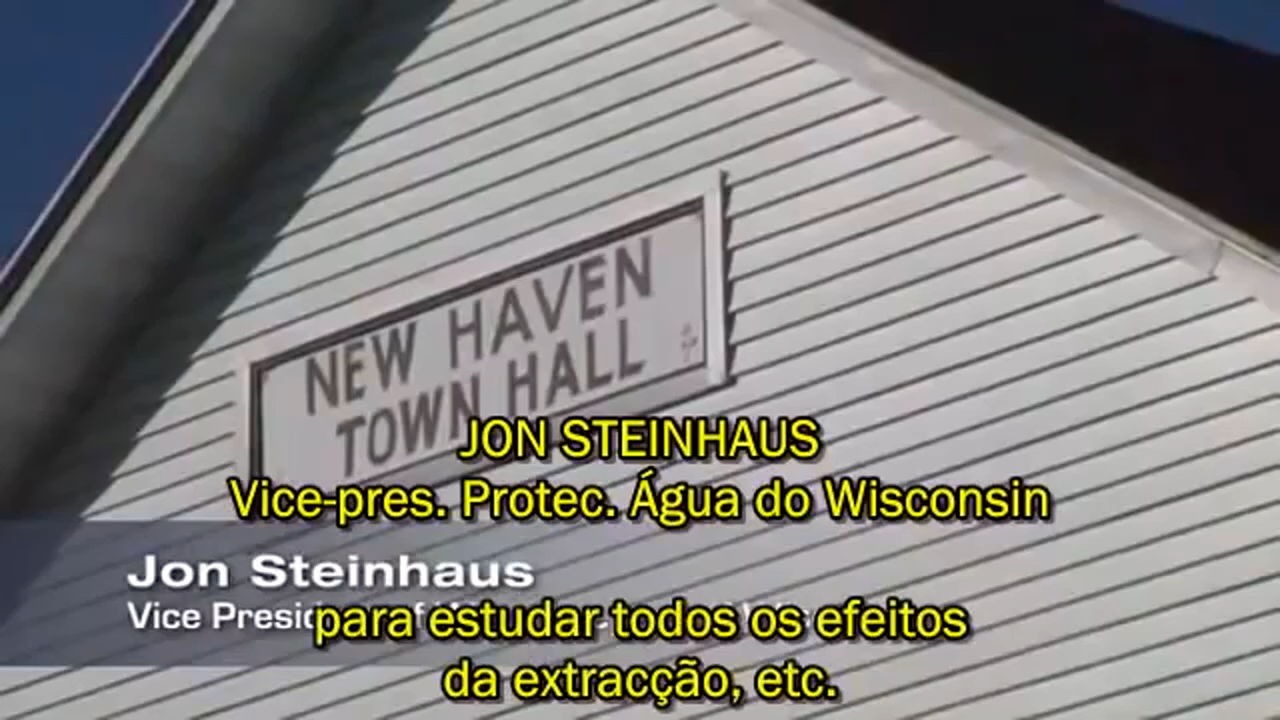 NEW HAVEN
TOWN HALL
JON STEINHAUS
Vice-pres. Protec. Água do Wisconsin
Jon Steinhaus
Vice
para estudar todos os efeitos
da extracção, etc.